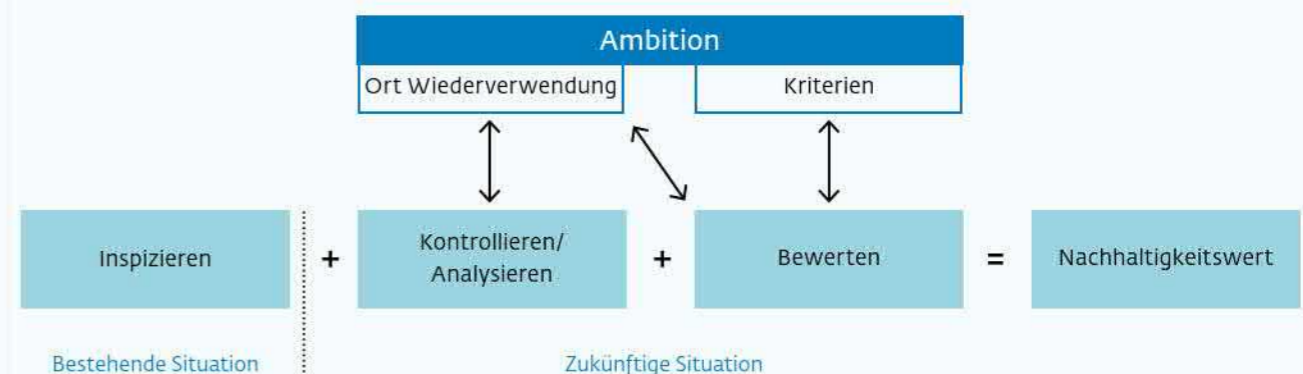 Ambition
Ort Wiederverwendung
Kriterien
Inspizieren
+
Kontrollieren/
Analysieren
+
Bewerten
=
Nachhaltigkeitswert
Bestehende Situation
Zukünftige Situation